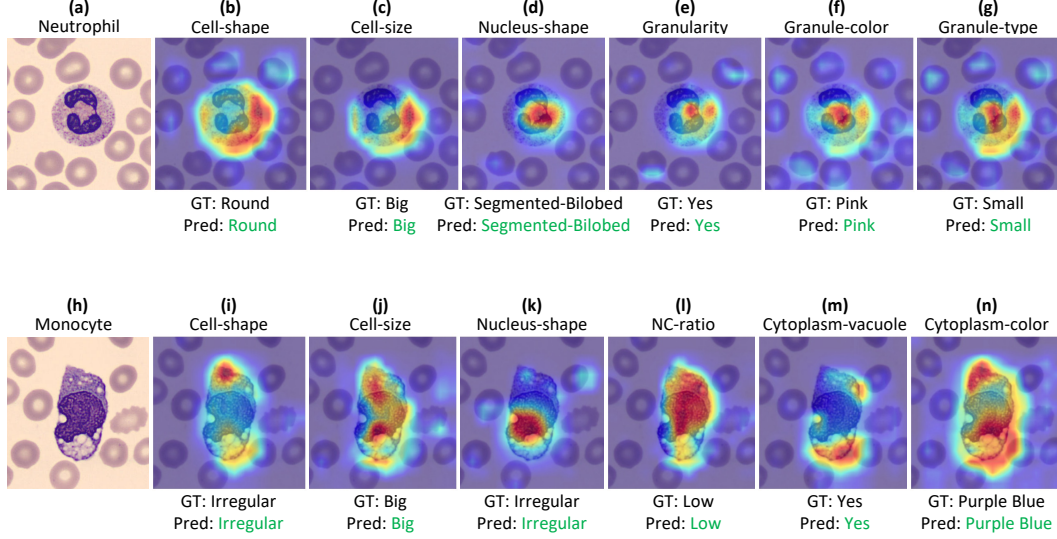 (a) (b) (c) (d) (e) (f) (g)
Neutrophil Cell-shape Cell-size Nucleus-shape Granularity Granule-color Granule-type
GT: Round GT: Big GT: Segmented-Bilobed GT: Yes GT: Pink GT: Small
Pred: Round Pred: Big Pred: Segmented-Bilobed Pred: Yes Pred: Pink Pred: Small
(h) (i) (j) (k) (l) (m) (n)
Monocyte Cell-shape Cell-size Nucleus-shape NC-ratio Cytoplasm-vacuole Cytoplasm-color
GT: Irregular GT: Big GT: Irregular GT: Low GT: Yes GT: Purple Blue
Pred: Irregular Pred: Big Pred: Irregular Pred: Low Pred: Yes Pred: Purple Blue